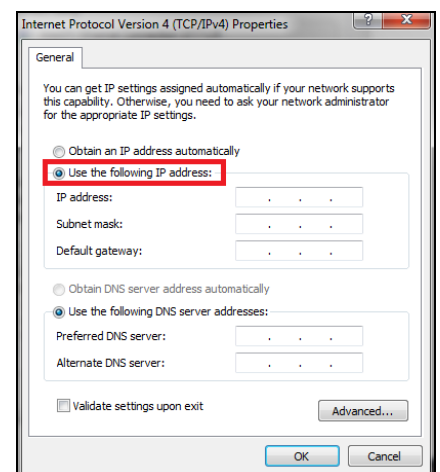 Internet Protocol Version 4 (TCP/IPv4) Properties
General
You can get IP settings assigned automatically if your network supports
this capability. Otherwise, you need to ask your network administrator
for the appropriate IP settings.
Obtain an IP address automatically
Use the following IP address:
IP address:
Subnet mask:
Default gateway:
Obtain DNS server address automatically
Use the following DNS server addresses:
Preferred DNS server:
Alternate DNS server:
Validate settings upon exit
Advanced...
OK Cancel